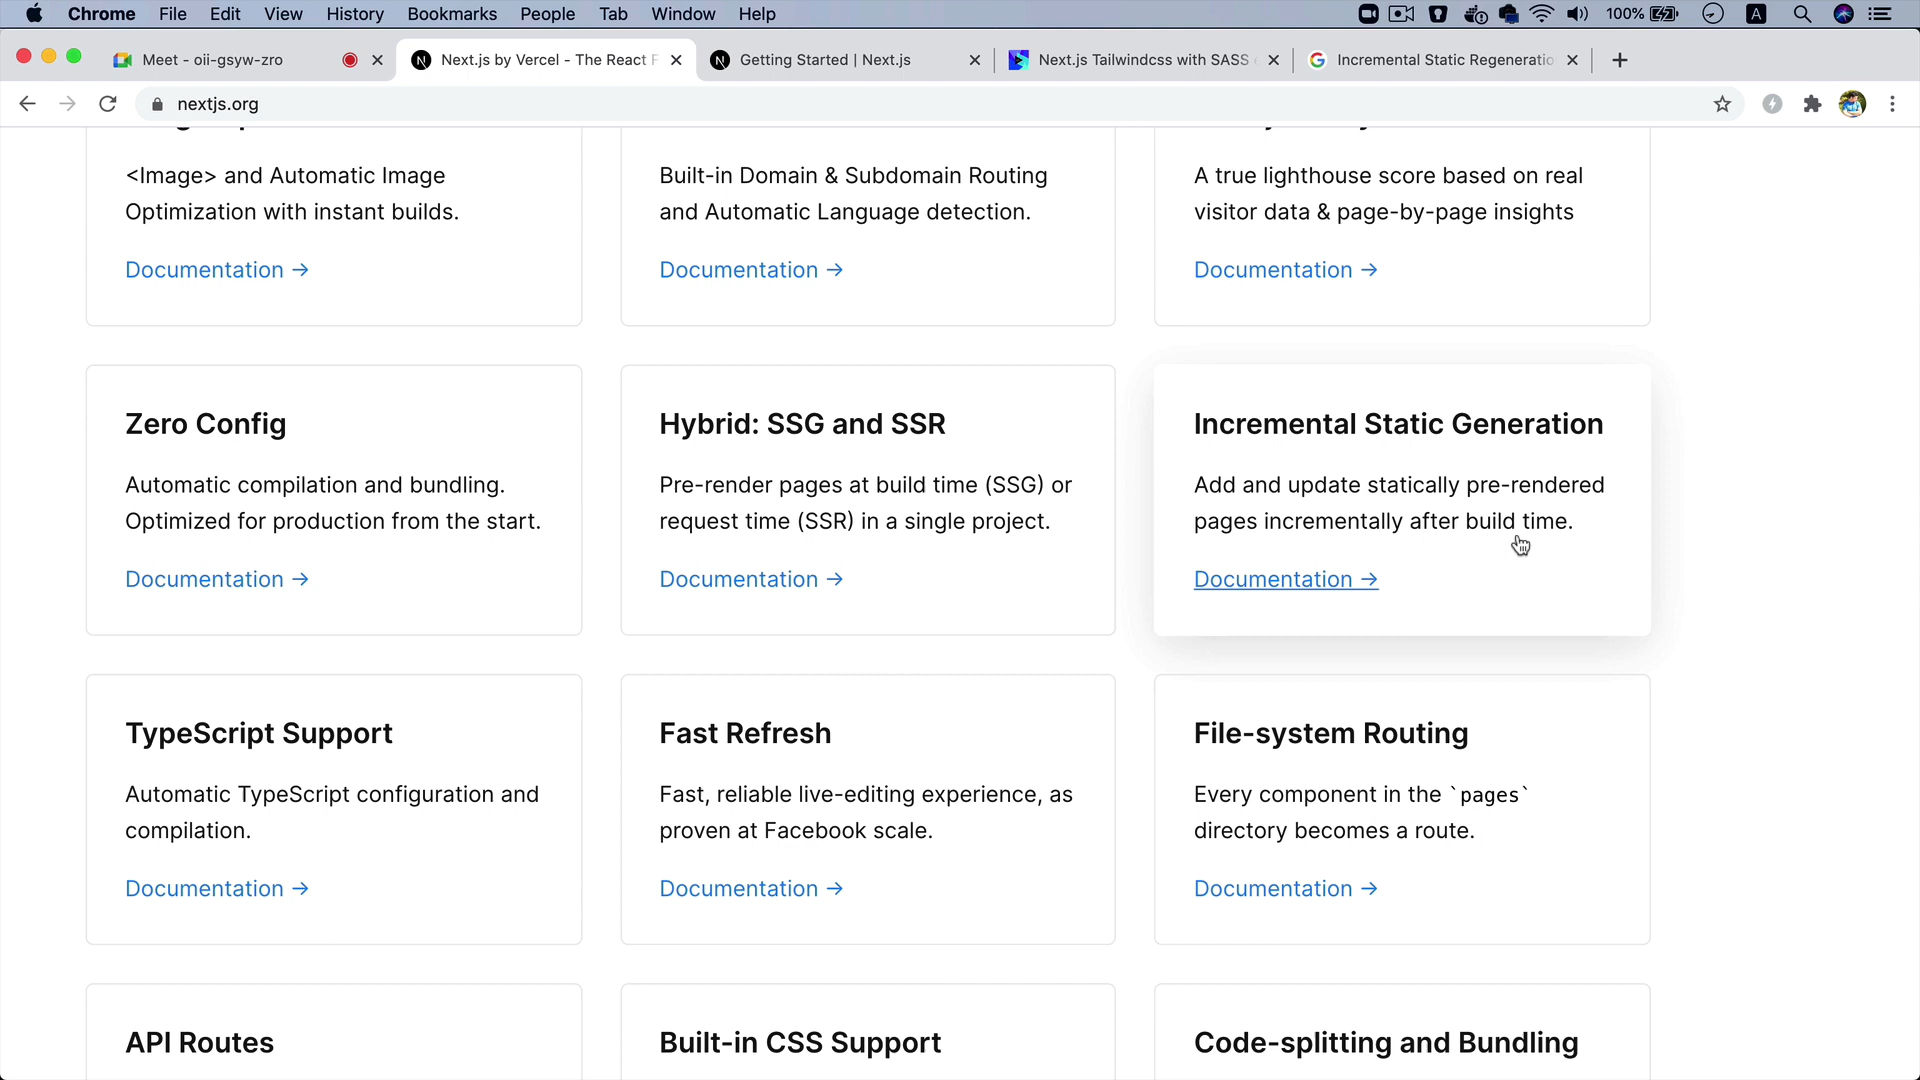 Chrome File Edit View History Bookmarks People Tab Window Help 100% A
Meet - oii-gsyw-zro
Next.js by Vercel - The React F
Getting Started | Next.js
Next.js Tailwindcss with SASS
Incremental Static Regeneratio
nextjs.org
<Image> and Automatic Image
Optimization with instant builds.
Documentation →
Built-in Domain & Subdomain Routing
and Automatic Language detection.
Documentation →
A true lighthouse score based on real
visitor data & page-by-page insights
Documentation →
Zero Config
Automatic compilation and bundling.
Optimized for production from the start.
Documentation →
Hybrid: SSG and SSR
Pre-render pages at build time (SSG) or
request time (SSR) in a single project.
Documentation →
Incremental Static Generation
Add and update statically pre-rendered
pages incrementally after build time.
Documentation →
TypeScript Support
Automatic TypeScript configuration and
compilation.
Documentation →
Fast Refresh
Fast, reliable live-editing experience, as
proven at Facebook scale.
Documentation →
File-system Routing
Every component in the `pages`
directory becomes a route.
Documentation →
API Routes
Built-in CSS Support
Code-splitting and Bundling